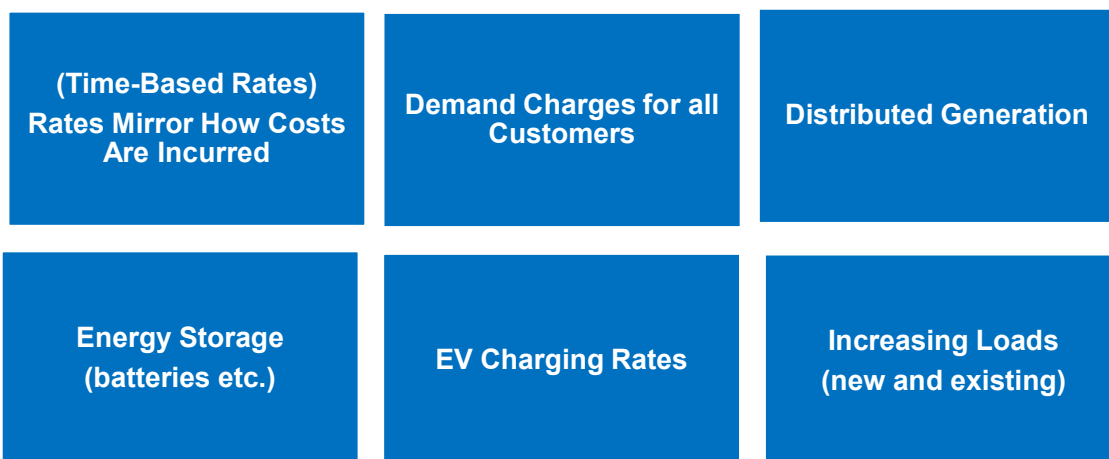 (Time-Based Rates)
Rates Mirror How Costs
Are Incurred
Demand Charges for all
Customers
Distributed Generation
Energy Storage
(batteries etc.)
EV Charging Rates
Increasing Loads
(new and existing)